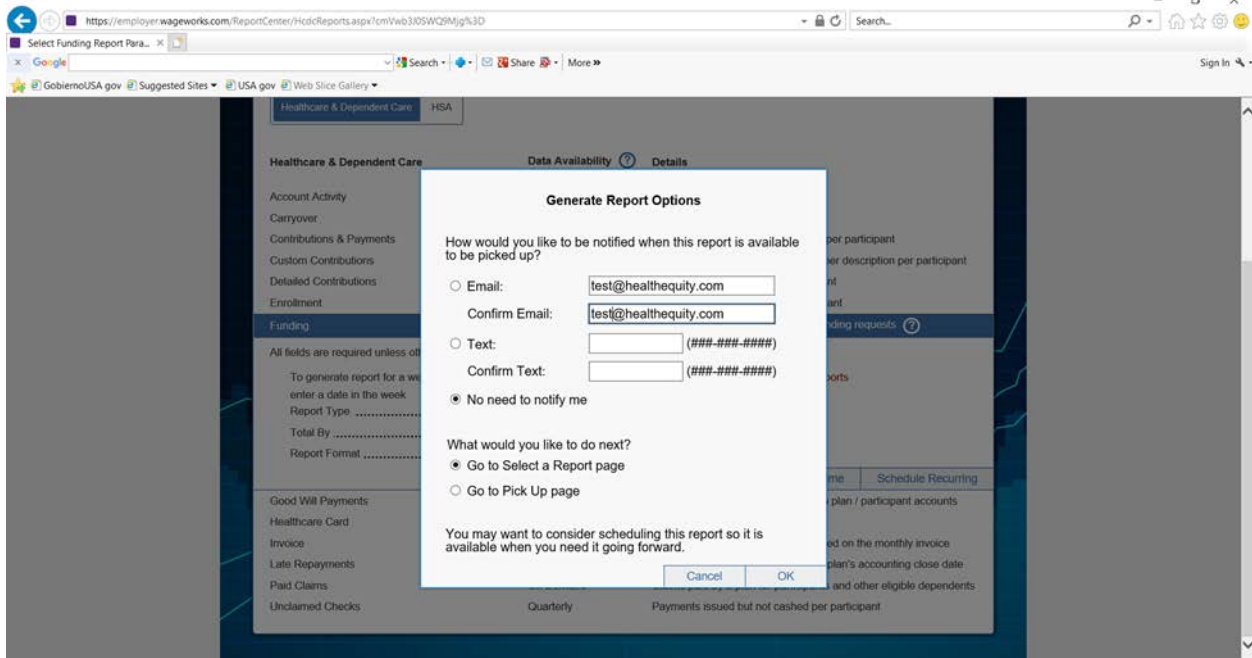 https://employer.wageworks.com/ReportCenter/HcdcReports.aspx?cmVwb3J0SWQ9Mjg%3D
Search...
Select Funding Report Para...
x Google Search Share More »
Sign In
GobiernoUSA gov Suggested Sites USA gov Web Slice Gallery
Healthcare & Dependent Care HSA
Healthcare & Dependent Care Data Availability ? Details
Account Activity
Carryover
Contributions & Payments per participant
Custom Contributions per description per participant
Detailed Contributions
Enrollment
Funding requests ?
All fields are required unless
To generate report for a
enter a date in the week
Report Type
Total By
Report Format
Schedule Recurring
Good Will Payments plan / participant accounts
Healthcare Card
Invoice on the monthly invoice
Late Repayments plan's accounting close date
Paid Claims and other eligible dependents
Unclaimed Checks Quarterly Payments issued but not cashed per participant
Generate Report Options
How would you like to be notified when this report is available
to be picked up?
Email: test@healthequity.com
Confirm Email: test@healthequity.com
Text: (###-###-####)
Confirm Text: (###-###-####)
No need to notify me
What would you like to do next?
Go to Select a Report page
Go to Pick Up page
You may want to consider scheduling this report so it is
available when you need it going forward.
Cancel OK